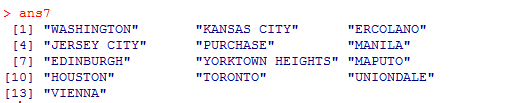 > ans7
[1] "WASHINGTON" "KANSAS CITY" "ERCOLANO"
[4] "JERSEY CITY" "PURCHASE" "MANILA"
[7] "EDINBURGH" "YORKTOWN HEIGHTS" "MAPUTO"
[10] "HOUSTON" "TORONTO" "UNIONDALE"
[13] "VIENNA"